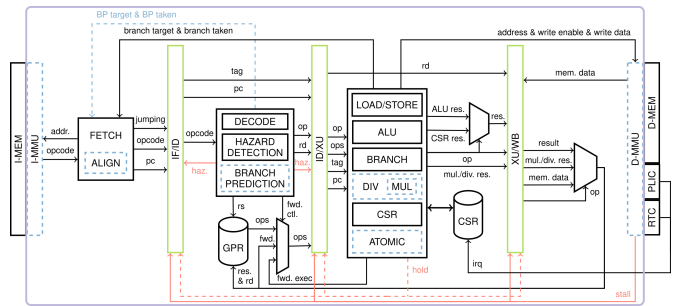 BP target & BP taken
branch target & branch taken
address & write enable & write data
I-MEM
I-MMU
addr.
opcode
FETCH
ALIGN
jumping
opcode
pc
IF/ID
tag
pc
opcode
haz.
DECODE
HAZARD
DETECTION
BRANCH
PREDICTION
op
rd
haz.
rs
fwd.
ctl.
GPR
ops
fwd.
ops
res.
& rd
fwd. exec
ID/XU
op
ops
tag
pc
rd
LOAD/STORE
ALU
BRANCH
DIV
MUL
CSR
ATOMIC
hold
ALU res.
CSR res.
res.
op
mul./div. res.
CSR
irq
XU/WB
mem. data
result
mul./div. res.
mem. data
op
stall
D-MMU
D-MEM
PLIC
RTC